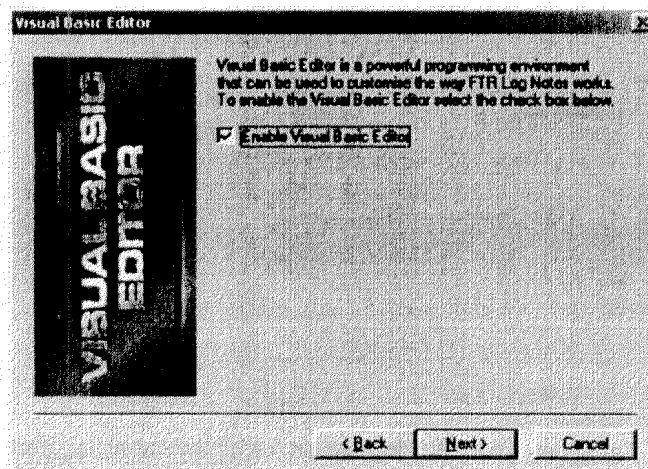 Visual Basic Editor
VISUAL BASIC
EDITOR
Visual Basic Editor is a powerful programming environment
that can be used to customize the way FTR Log Notes works.
To enable the Visual Basic Editor select the check box below.
Enable Visual Basic Editor
< Back
Next >
Cancel